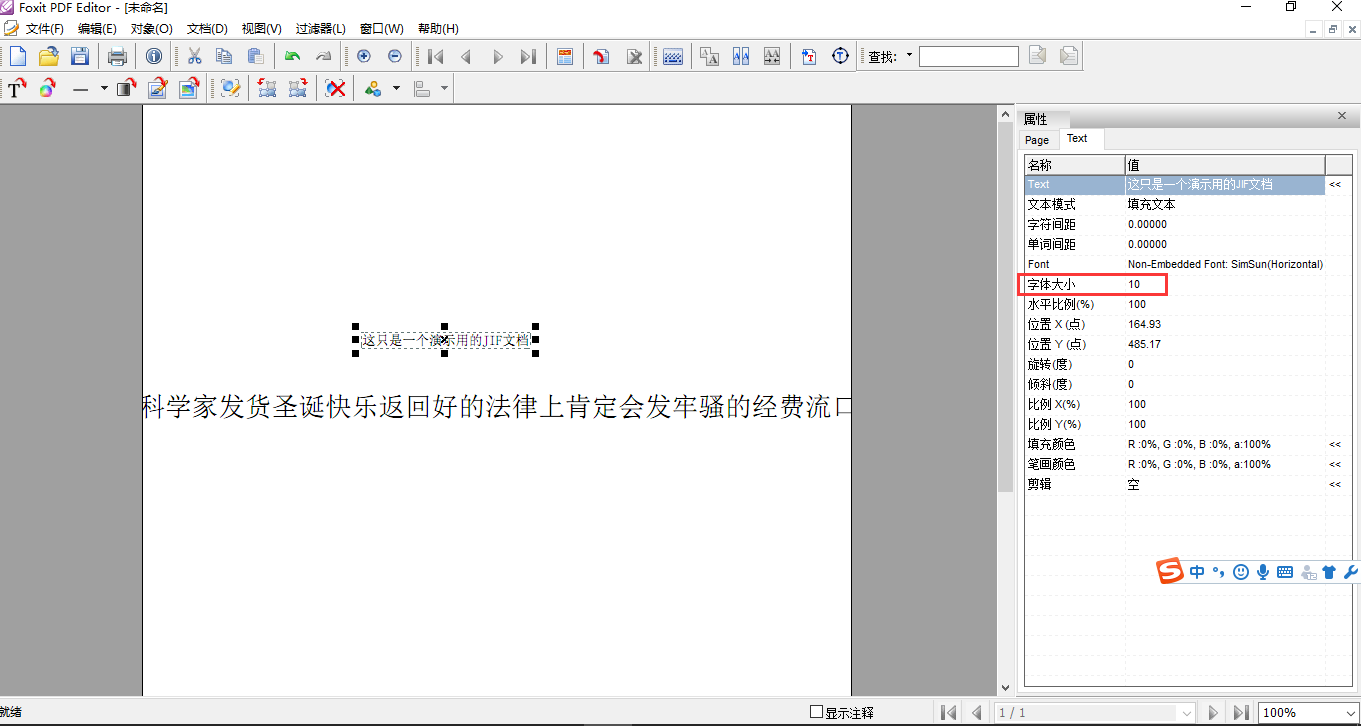 Foxit PDF Editor - [未命名]
文件(F) 编辑(E) 对象(O) 文档(D) 视图(V) 过滤器(L) 窗口(W) 帮助(H)
查找:
属性
Page Text
名称 值
Text 这只是一个演示用的JIF文档 <<
文本模式 填充文本
字符间距 0.00000
单词间距 0.00000
Font Non-Embedded Font: SimSun(Horizontal)
字体大小 10
水平比例(%) 100
位置 X (点) 164.93
位置 Y (点) 485.17
旋转(度) 0
倾斜(度) 0
比例 X(%) 100
比例 Y(%) 100
填充颜色 R :0%, G :0%, B :0%, a:100% <<
笔画颜色 R :0%, G :0%, B :0%, a:100% <<
剪辑 空 <<
这只是一个演示用的JIF文档
科学家发货圣诞快乐返回好的法律上肯定会发牢骚的经费流口
中
就绪
显示注释
1 / 1
100%